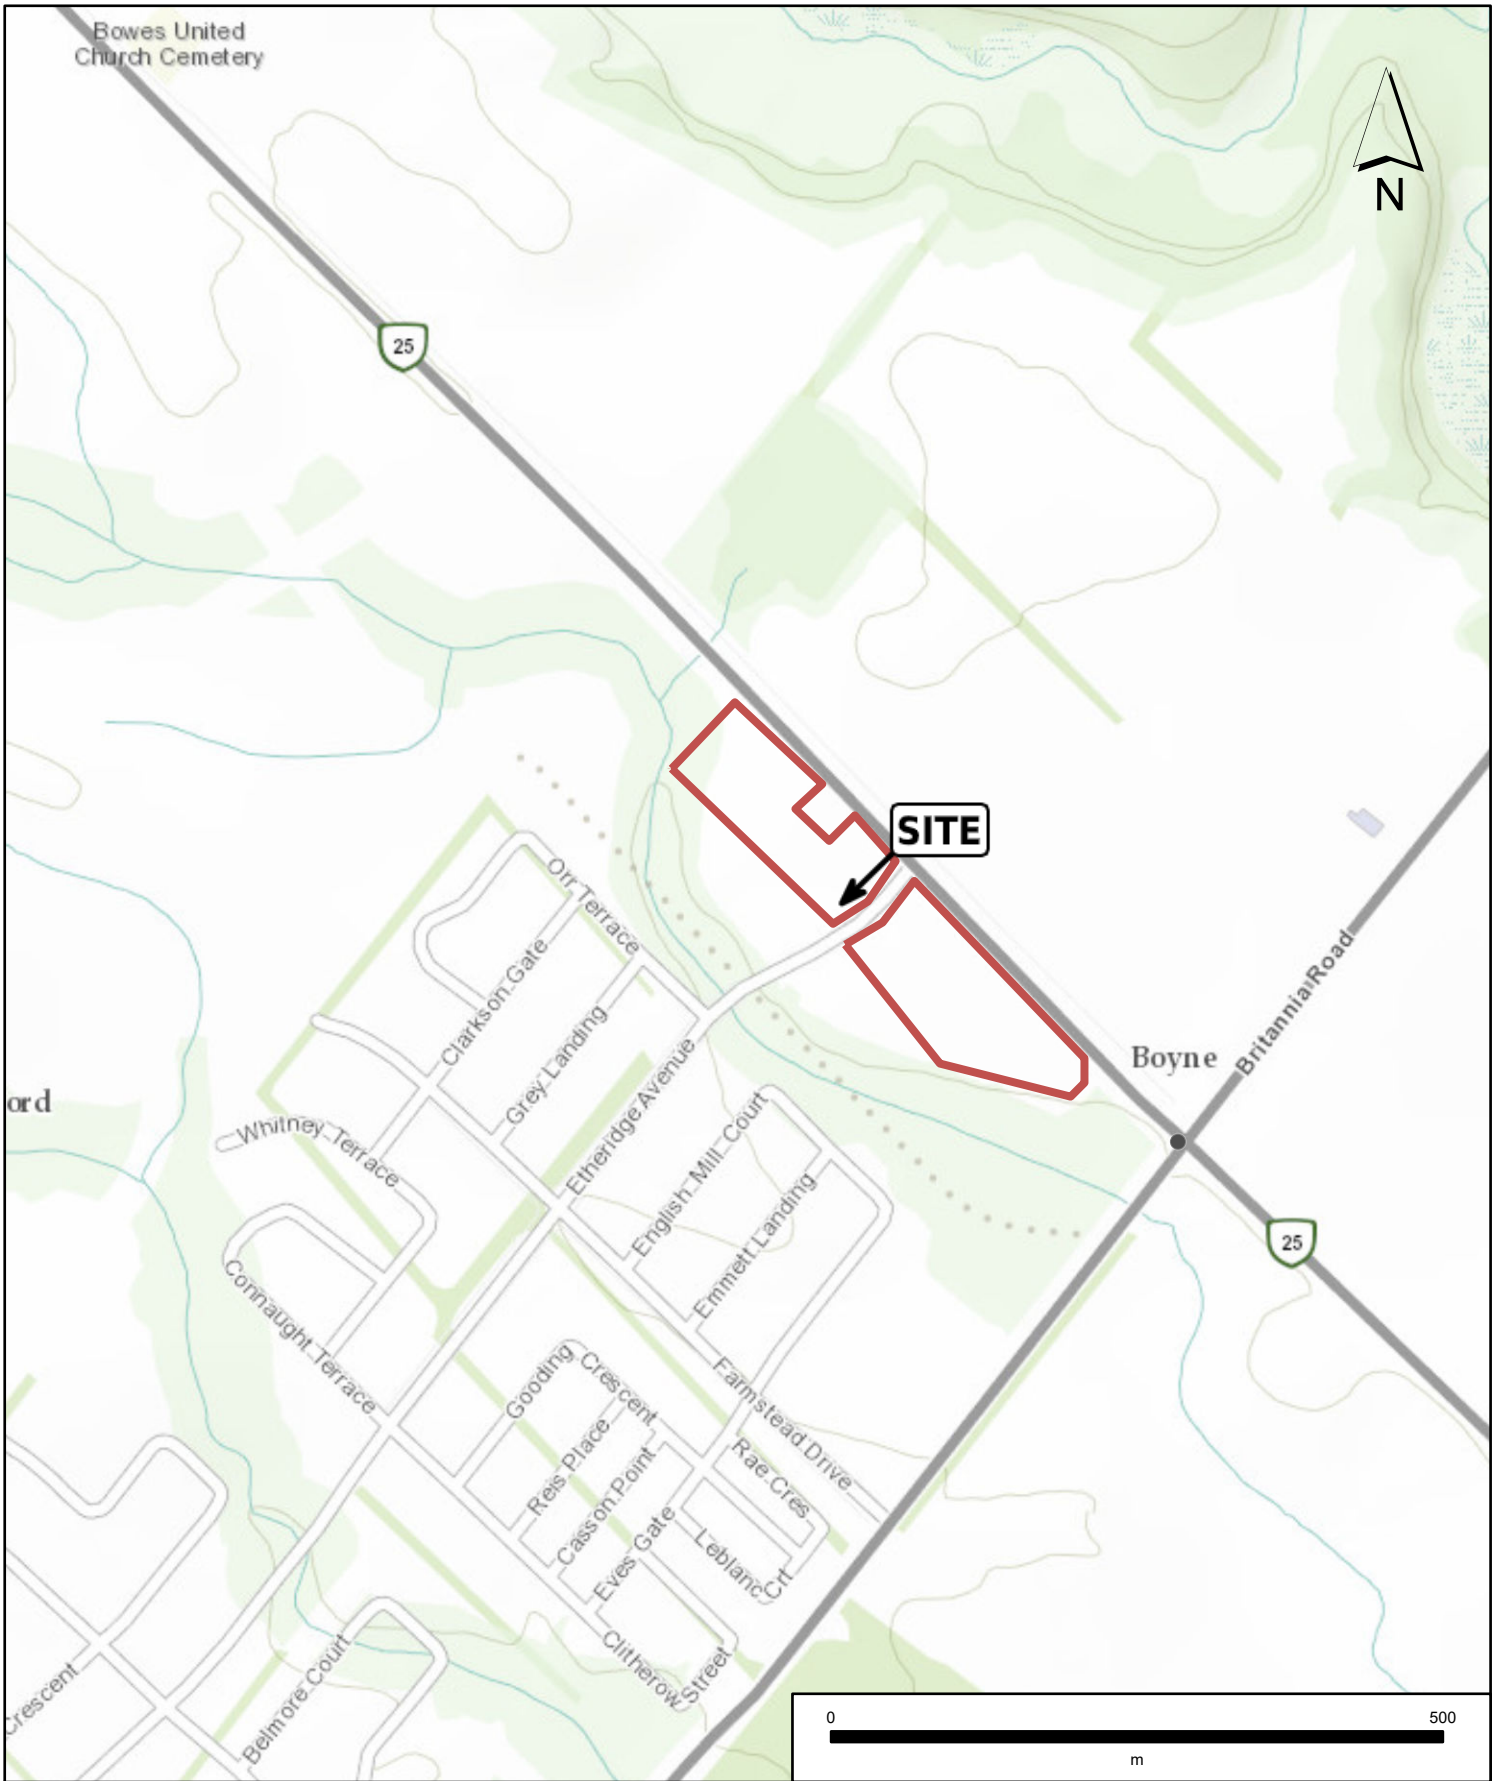 Bowes United
Church Cemetery
N
25
SITE
Orr Terrace
Clarkson Gate
Britannia Road
Grey Landing
Boyne
Etheridge Avenue
ord
Whitney Terrace
English Mill Court
Emmett Landing
25
Connaught Terrace
Gooding Crescent
Farmstead Drive
Reis Place
Casson Point
Rae Cres
Eves Gate
Leblanc Crt
Clitherow Street
Belmore Court
Crescent
0 500
m